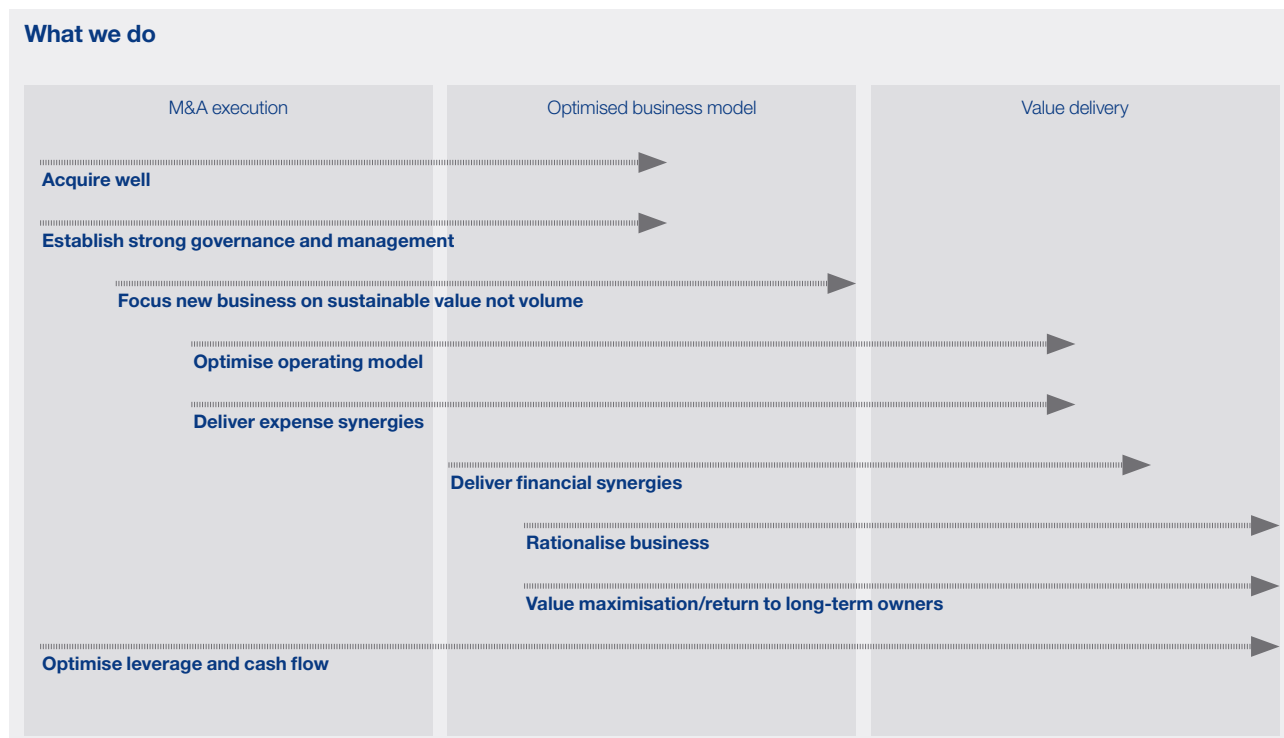 What we do
M&A execution
Optimised business model
Value delivery
Acquire well
Establish strong governance and management
Focus new business on sustainable value not volume
Optimise operating model
Deliver expense synergies
Deliver financial synergies
Rationalise business
Value maximisation/return to long-term owners
Optimise leverage and cash flow